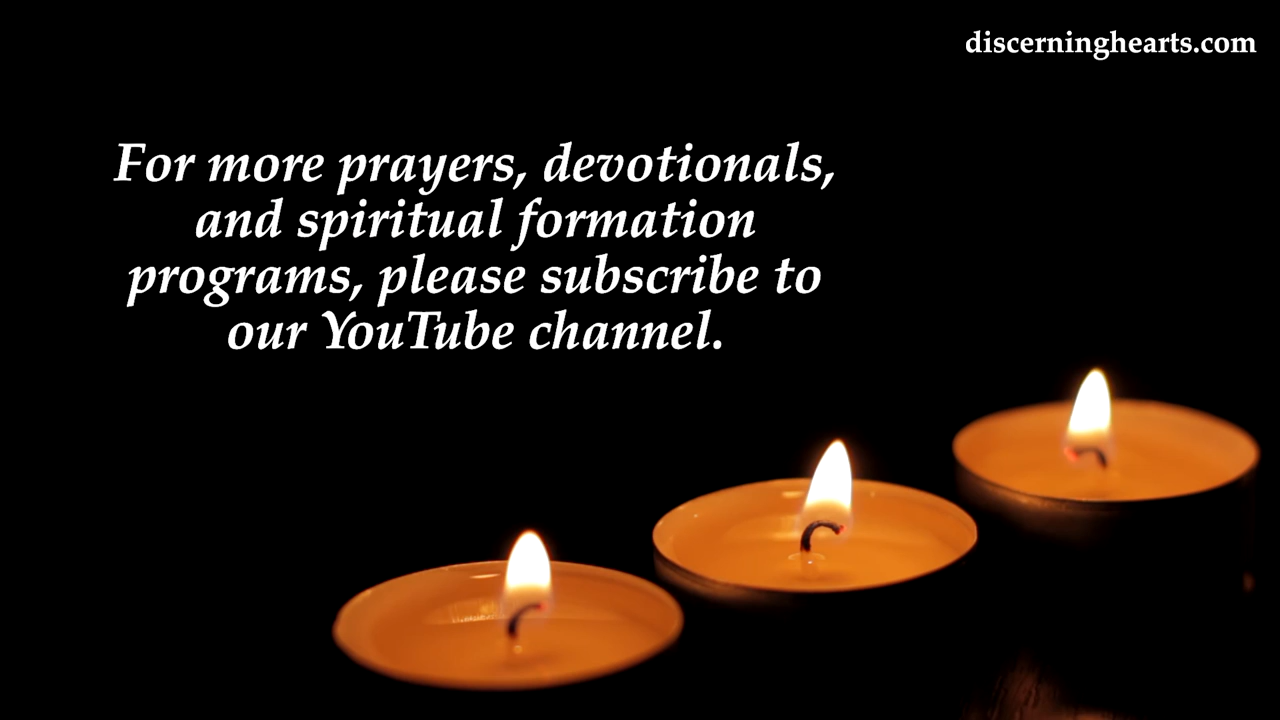 discerninghearts.com
For more prayers, devotionals,
and spiritual formation
programs, please subscribe to
our YouTube channel.